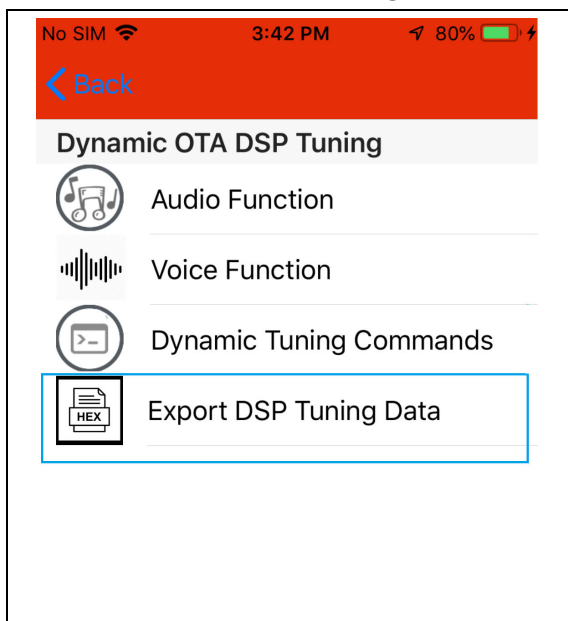 No SIM 3:42 PM 80%
Back
Dynamic OTA DSP Tuning
Audio Function
Voice Function
>_ Dynamic Tuning Commands
HEX Export DSP Tuning Data